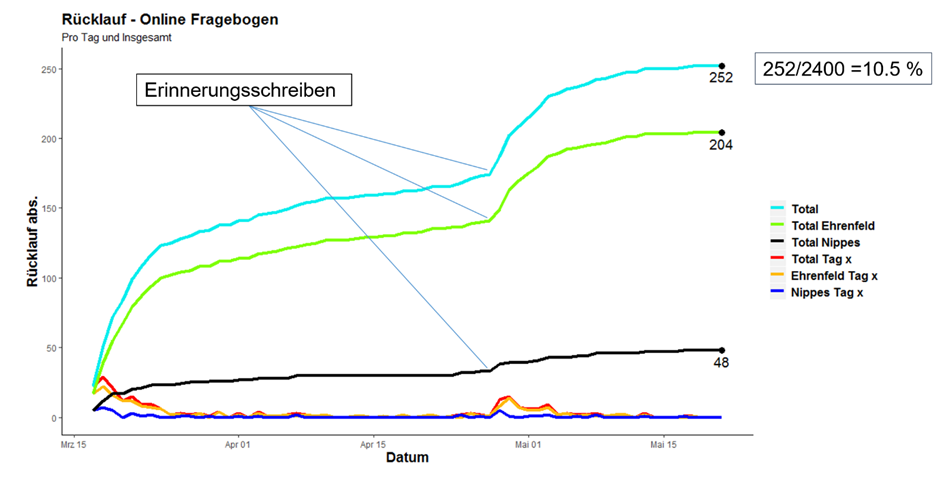 Rücklauf - Online Fragebogen
Pro Tag und Insgesamt
252/2400 =10.5 %
Erinnerungsschreiben
252
204
48
Rücklauf abs.
250
200
150
100
50
0
Mrz 15
Apr 01
Apr 15
Mai 01
Mai 15
Datum
Total
Total Ehrenfeld
Total Nippes
Total Tag x
Ehrenfeld Tag x
Nippes Tag x